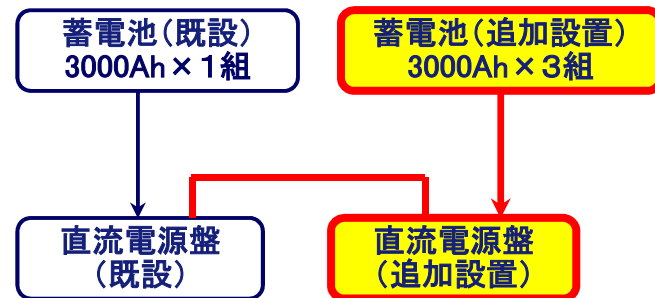 蓄電池（既設）
3000Ah×１組
蓄電池（追加設置）
3000Ah×３組
直流電源盤
（既設）
直流電源盤
（追加設置）